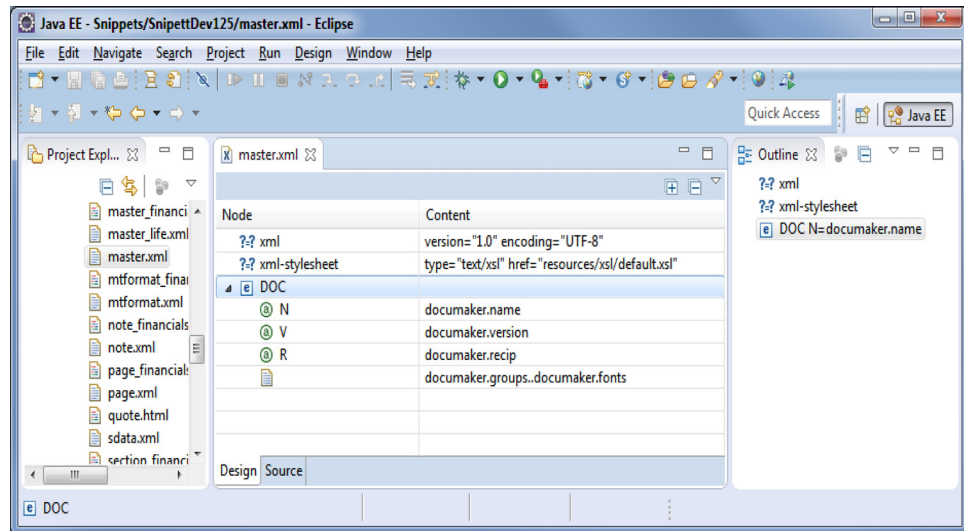 Java EE - Snippets/SnipettDev125/master.xml - Eclipse
File Edit Navigate Search Project Run Design Window Help
Quick Access
Java EE
Project Expl...
master_financi
master_life.xml
master.xml
mtformat_finan
mtformat.xml
note_financials
note.xml
page_financials
page.xml
quote.html
sdata.xml
section_financi
master.xml
Node Content
?=? xml version="1.0" encoding="UTF-8"
?=? xml-stylesheet type="text/xsl" href="resources/xsl/default.xsl"
e DOC
a N documaker.name
a V documaker.version
a R documaker.recip
documaker.groups..documaker.fonts
Design Source
Outline
?=? xml
?=? xml-stylesheet
e DOC N=documaker.name
e DOC